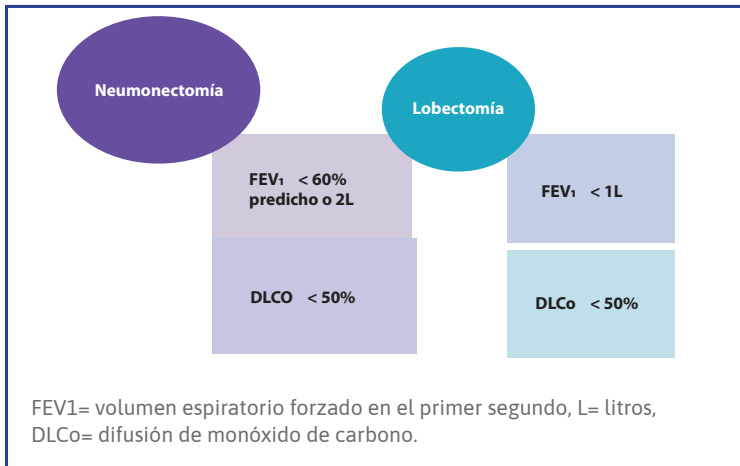 Neumonectomía
Lobectomía
FEV₁ < 60%
predicho o 2L
FEV₁ < 1L
DLCO < 50%
DLCo < 50%
FEV1= volumen espiratorio forzado en el primer segundo, L= litros,
DLCo= difusión de monóxido de carbono.